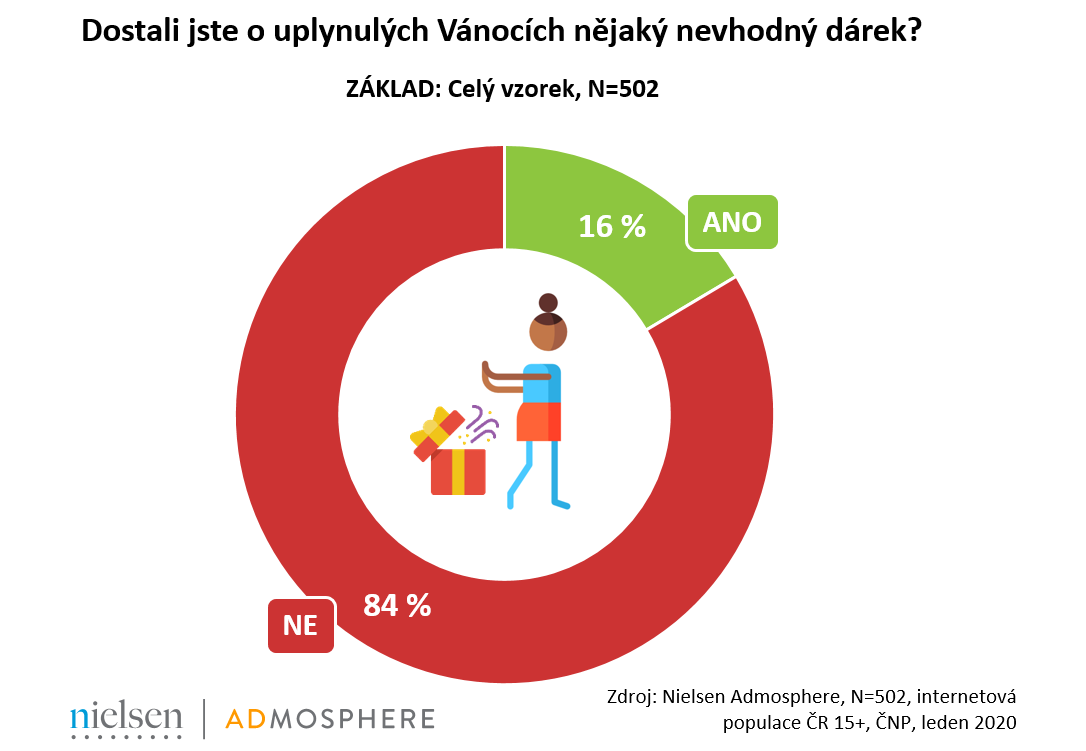 Dostali jste o uplynulých Vánocích nějaký nevhodný dárek?
ZÁKLAD: Celý vzorek, N=502
16 %
ANO
84 %
NE
Zdroj: Nielsen Admosphere, N=502, internetová
populace ČR 15+, ČNP, leden 2020
nielsen
ADMOSPHERE